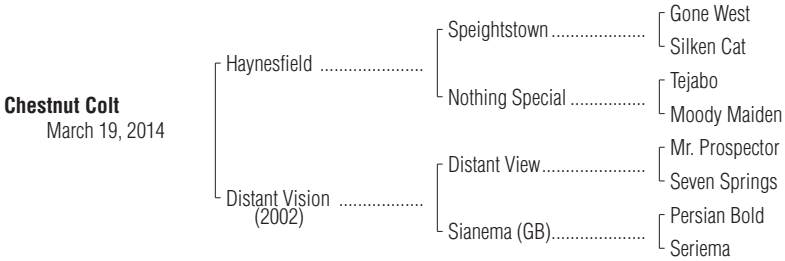 Gone West
Speightstown ....................
Silken Cat
Haynesfield ......................
Tejabo
Nothing Special ................
Chestnut Colt
Moody Maiden
March 19, 2014
Mr. Prospector
Distant View......................
Seven Springs
Distant Vision ..................
(2002)
Persian Bold
Sianema (GB)....................
Seriema